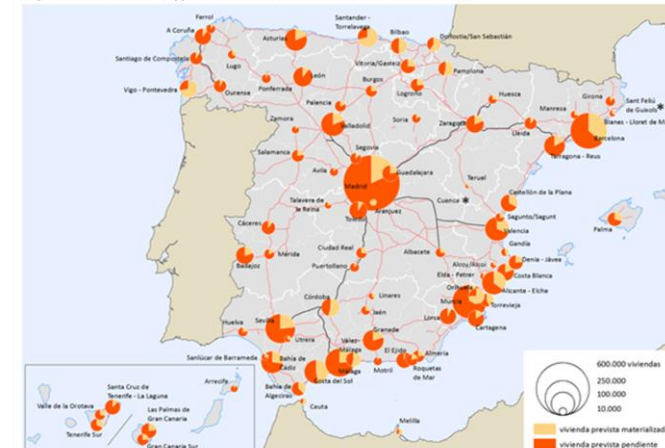 Ferrol
A Coruña
Santiago de Compostela
Lugo
Vigo - Pontevedra
Ourense
Asturias
León
Ponferrada
Santander -
Torrelavega
Bilbao
Donostia/San Sebastián
Vitoria/Gasteiz
Pamplona
Burgos
Logroño
Palencia
Zamora
Valladolid
Soria
Zaragoza
Huesca
Lleida
Manresa
Girona
Sant Feliú
de Guíxols
Blanes - Lloret de M
Barcelona
Tarragona - Reus
Salamanca
Segovia
Ávila
Guadalajara
Madrid
Teruel
Talavera de
la Reina
Toledo
Aranjuez
Cuenca
Castellón de la Plana
Sagunto/Sagunt
Valencia
Palma
Cáceres
Gandía
Ciudad Real
Albacete
Denia - Jávea
Badajoz
Mérida
Puertollano
Alcoy/Alcoi
Elda - Petrer
Costa Blanca
Alicante - Elche
Orihuela
Córdoba
Linares
Murcia
Torrevieja
Huelva
Sevilla
Jaén
Lorca
Cartagena
Utrera
Granada
Sanlúcar de Barrameda
Bahía de
Cádiz
Vélez-
Málaga
Málaga
El Ejido
Almería
Motril
Roquetas
de Mar
Costa del Sol
Bahía de
Algeciras
Ceuta
Melilla
Arrecife
Santa Cruz de
Tenerife - La Laguna
Valle de la Orotava
Las Palmas de
Gran Canaria
Tenerife Sur
Gran Canaria Sur
600.000 viviendas
250.000
100.000
10.000
vivienda prevista materializad
vivienda prevista pendiente